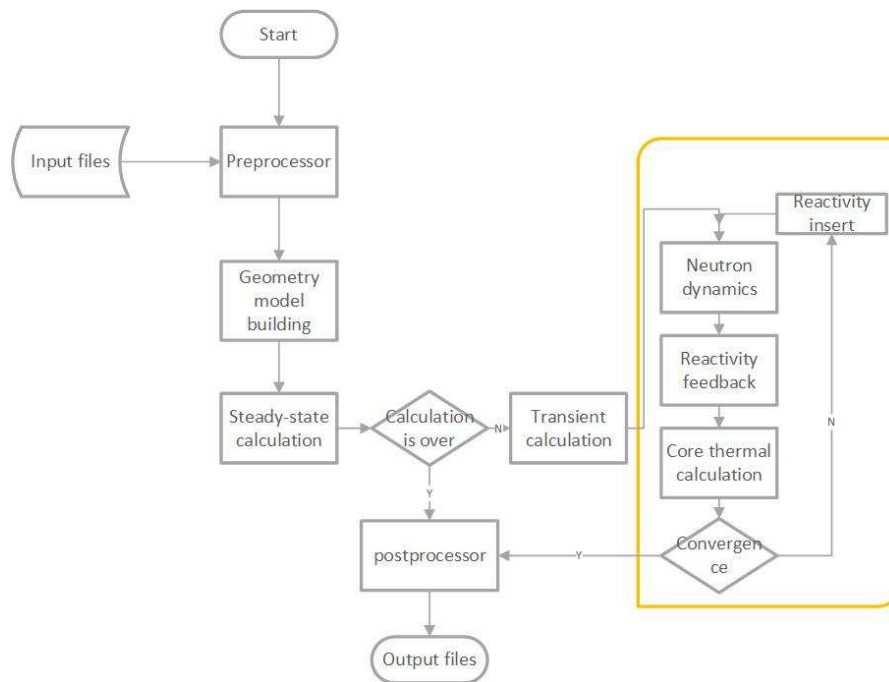 Start
Input files
Preprocessor
Geometry
model
building
Steady-state
calculation
Calculation
is over
N
Transient
calculation
Y
postprocessor
Output files
Reactivity
insert
Neutron
dynamics
Reactivity
feedback
N
Core thermal
calculation
Convergen
ce
Y